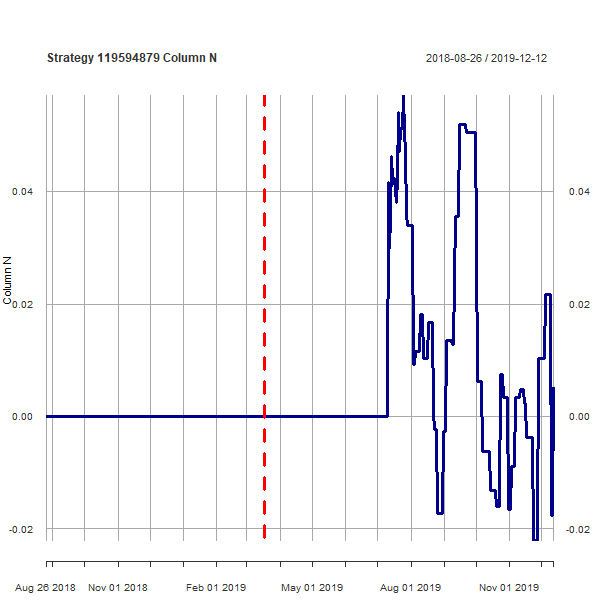 Strategy 119594879 Column N
2018-08-26 / 2019-12-12
0.04
0.04
0.02
0.02
Column N
0.00
0.00
-0.02
-0.02
Aug 26 2018
Nov 01 2018
Feb 01 2019
May 01 2019
Aug 01 2019
Nov 01 2019